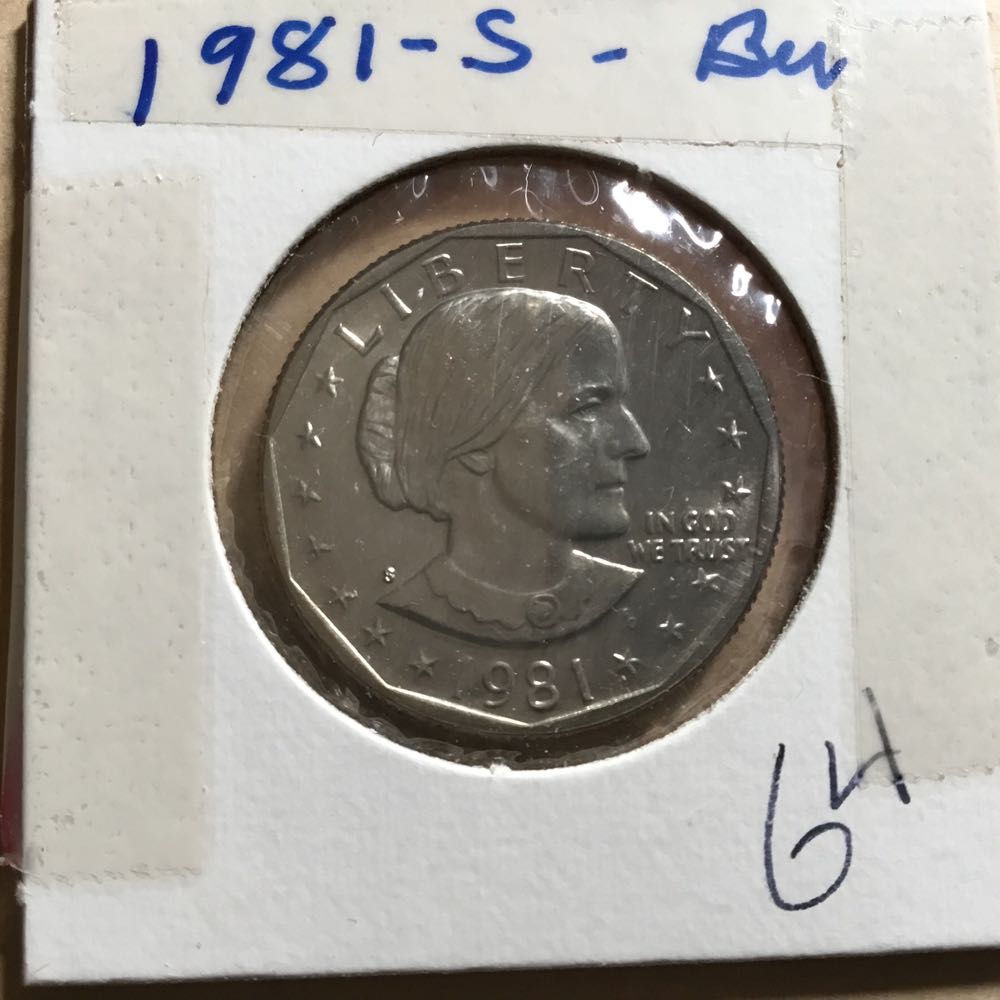 1981-S - BU
LIBERTY
IN GOD
WE TRUST
S
1981
64